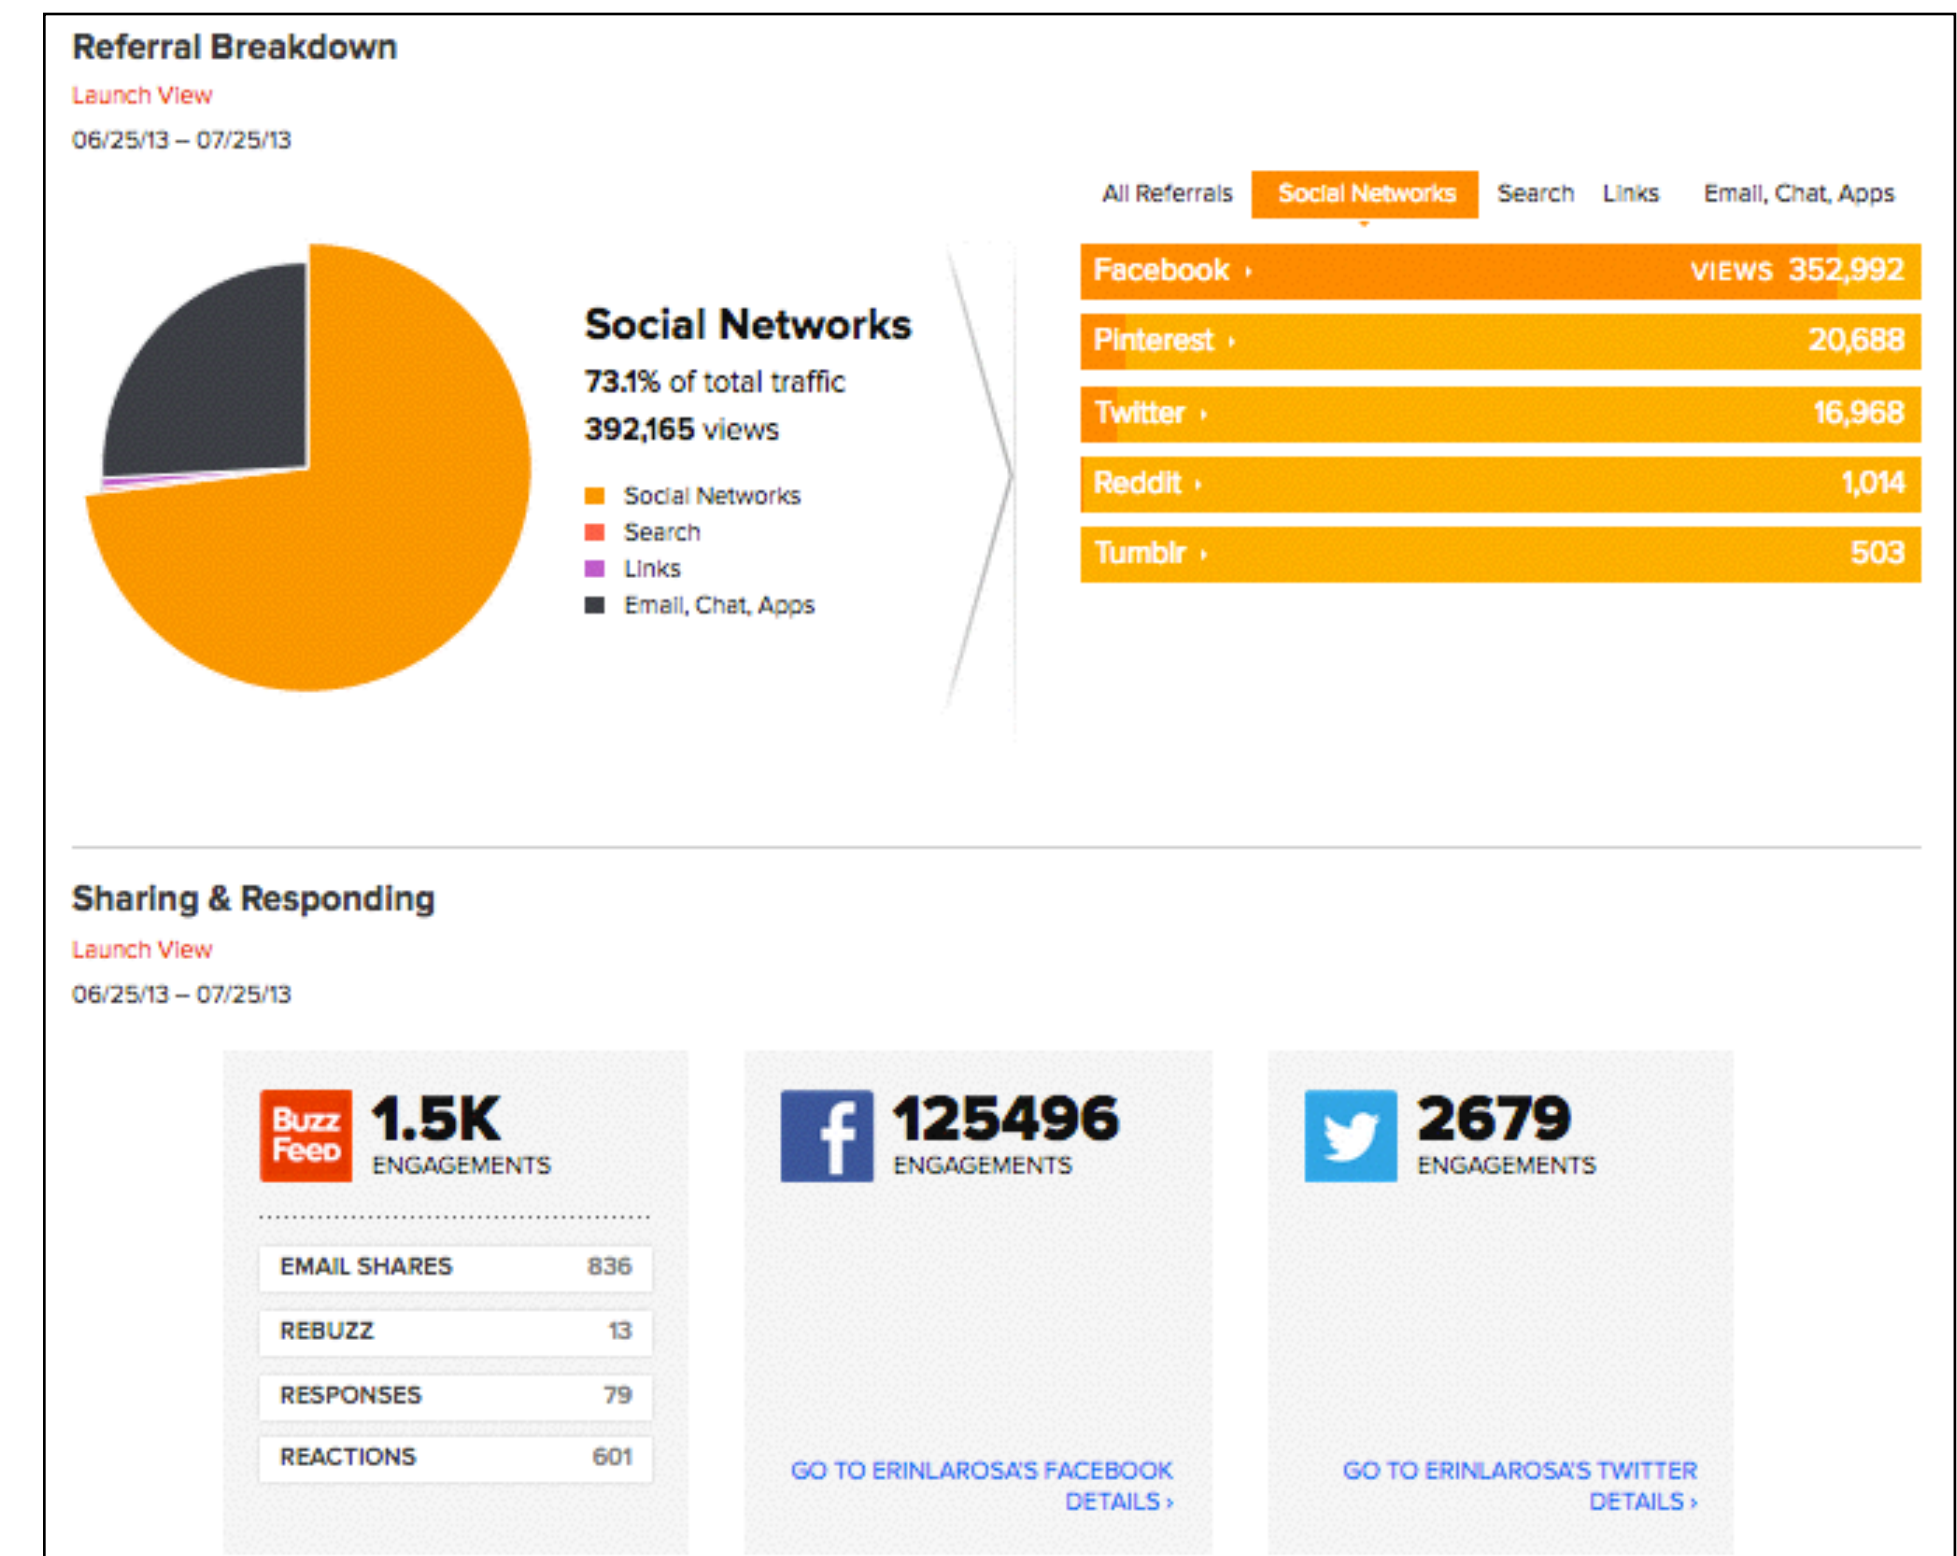 Referral Breakdown
Launch View
06/25/13 – 07/25/13
All Referrals Social Networks Search Links Email, Chat, Apps
Social Networks
73.1% of total traffic
392,165 views
Social Networks
Search
Links
Email, Chat, Apps
Facebook › VIEWS 352,992
Pinterest › 20,688
Twitter › 16,968
Reddit › 1,014
Tumblr › 503
Sharing & Responding
Launch View
06/25/13 – 07/25/13
Buzz
Feed
1.5K
ENGAGEMENTS
EMAIL SHARES 836
REBUZZ 13
RESPONSES 79
REACTIONS 601
f
125496
ENGAGEMENTS
GO TO ERINLAROSA'S FACEBOOK
DETAILS ›
2679
ENGAGEMENTS
GO TO ERINLAROSA'S TWITTER
DETAILS ›